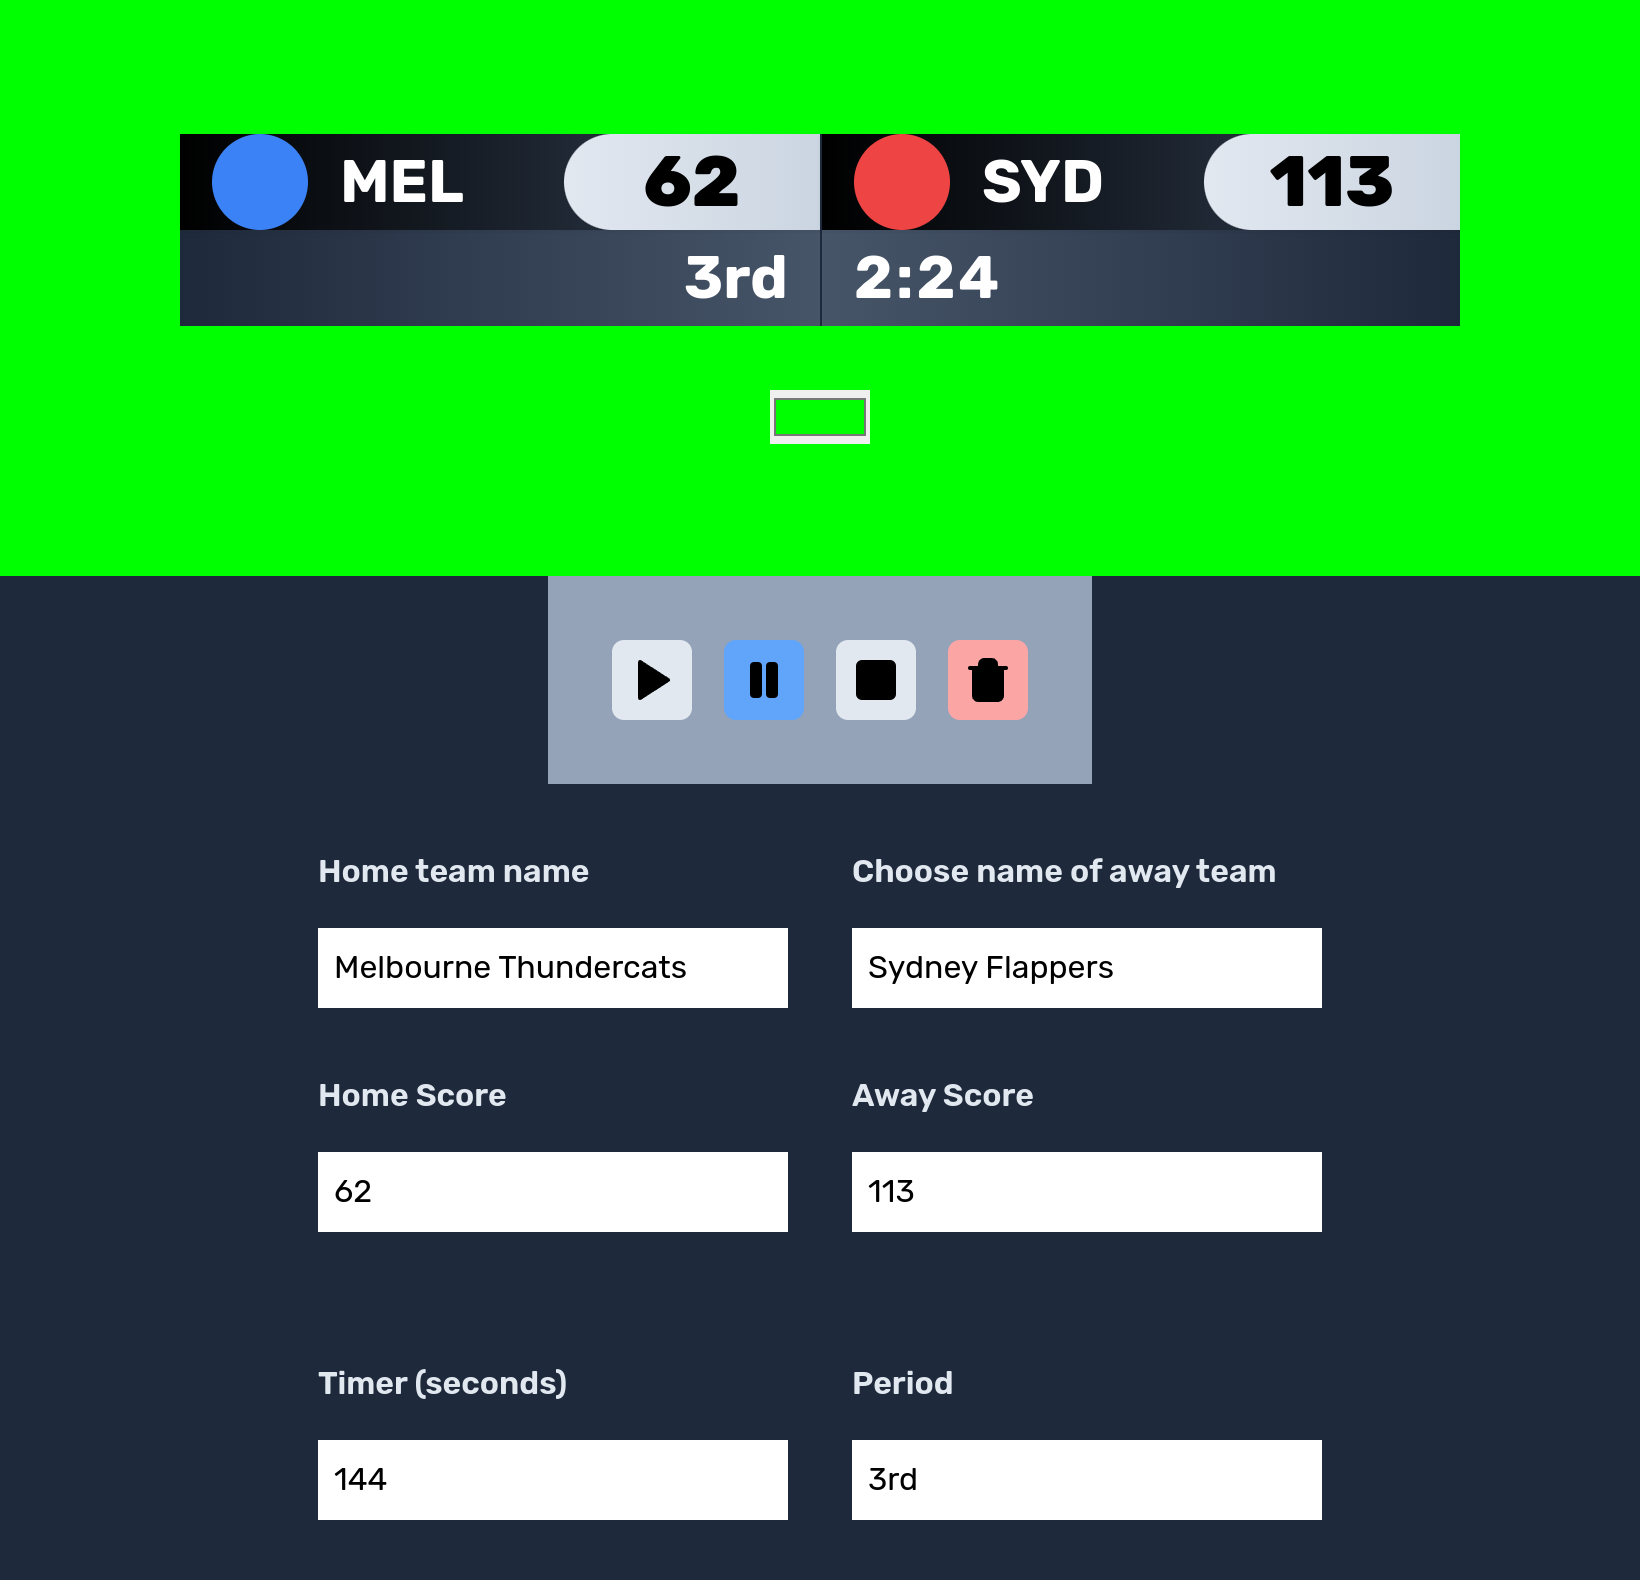 MEL 62 SYD 113
3rd 2:24
Home team name
Choose name of away team
Melbourne Thundercats
Sydney Flappers
Home Score
Away Score
62
113
Timer (seconds)
Period
144
3rd